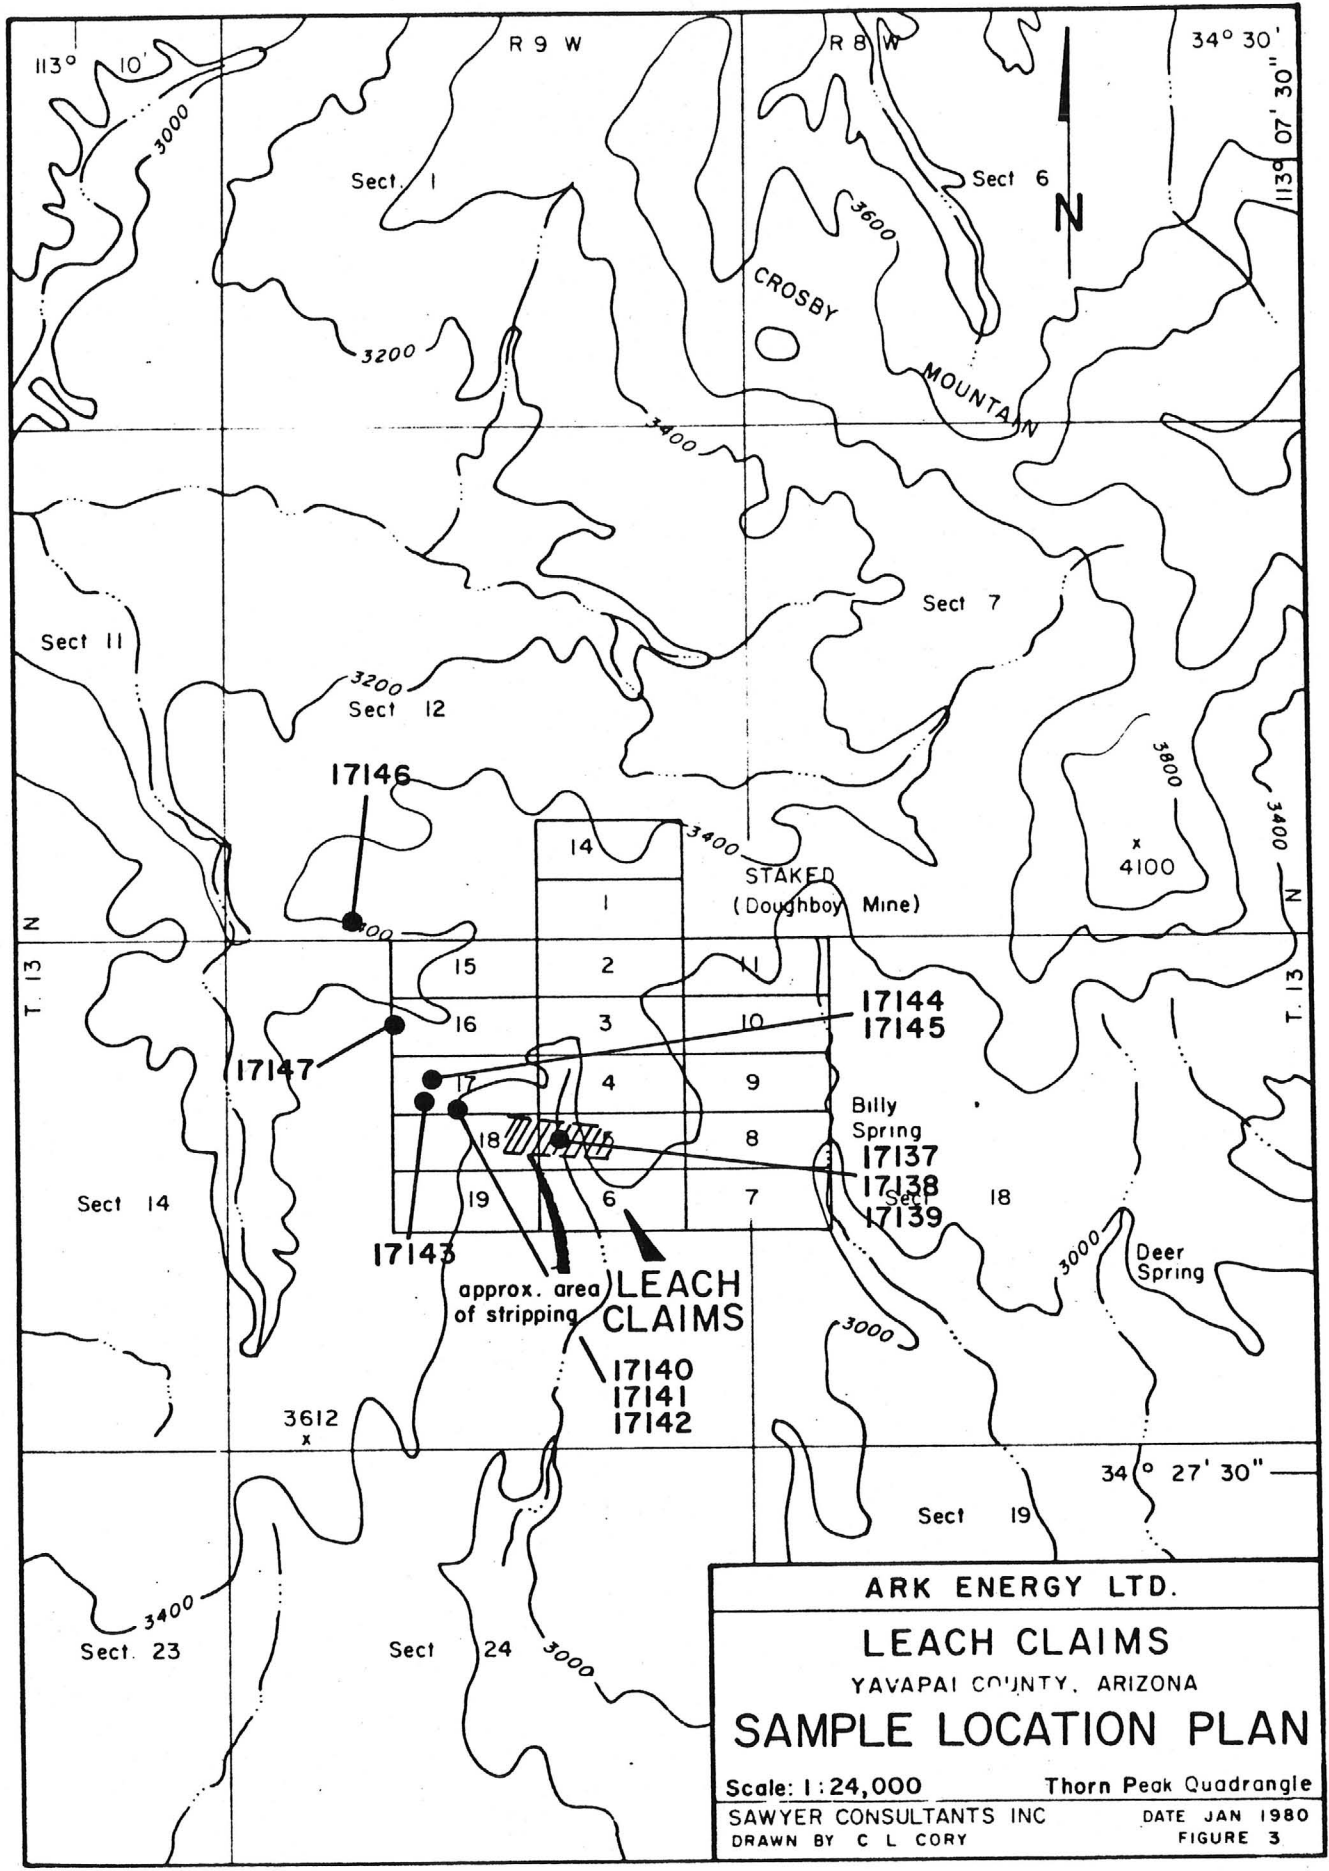 113° 10'
R 9 W
R 8 W
34° 30'
113° 07' 30"
3000
Sect. 1
Sect 6
N
3600
CROSBY
MOUNTAIN
3200
3400
Sect 7
Sect 11
3200
Sect 12
3800
x
4100
3400
17146
14
3400
STAKED
(Doughboy Mine)
1
T. 13 N
T. 13 N
15
2
11
17144
17145
16
3
10
17147
17
4
9
Billy
Spring
18
5
8
17137
17138
17139
Sect 18
Sect 14
19
6
7
17143
3000
Deer
Spring
approx. area
of stripping
LEACH
CLAIMS
3000
17140
17141
17142
3612
x
34° 27' 30"
Sect 19
3400
Sect. 23
Sect 24
3000
ARK ENERGY LTD.
LEACH CLAIMS
YAVAPAI COUNTY, ARIZONA
SAMPLE LOCATION PLAN
Scale: 1:24,000 Thorn Peak Quadrangle
SAWYER CONSULTANTS INC DATE JAN 1980
DRAWN BY C L CORY FIGURE 3